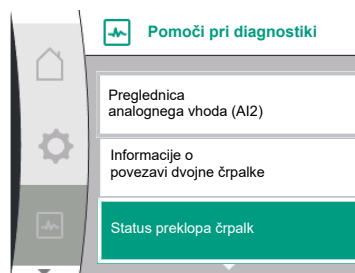 Pomoči pri diagnostiki
Preglednica
analognega vhoda (AI2)
Informacije o
povezavi dvojne črpalke
Status preklopa črpalk